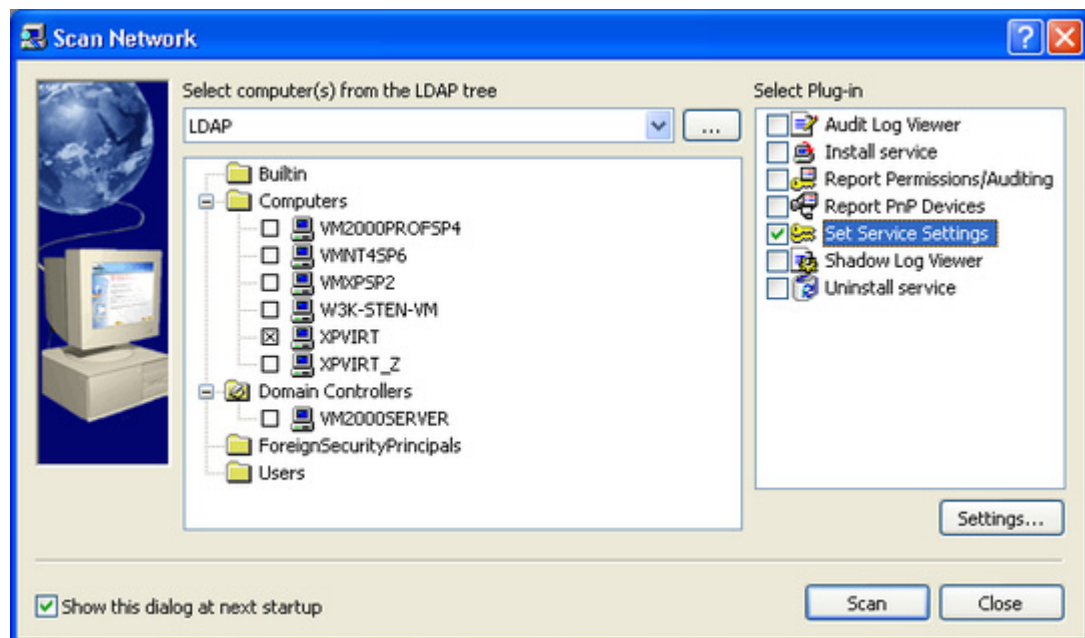 Scan Network
Select computer(s) from the LDAP tree
LDAP
...
Builtin
Computers
VM2000PROFSP4
VMNT4SP6
VMXPSP2
W3K-STEN-VM
XPVIRT
XPVIRT_Z
Domain Controllers
VM2000SERVER
ForeignSecurityPrincipals
Users
Select Plug-in
Audit Log Viewer
Install service
Report Permissions/Auditing
Report PnP Devices
Set Service Settings
Shadow Log Viewer
Uninstall service
Settings...
Show this dialog at next startup
Scan
Close